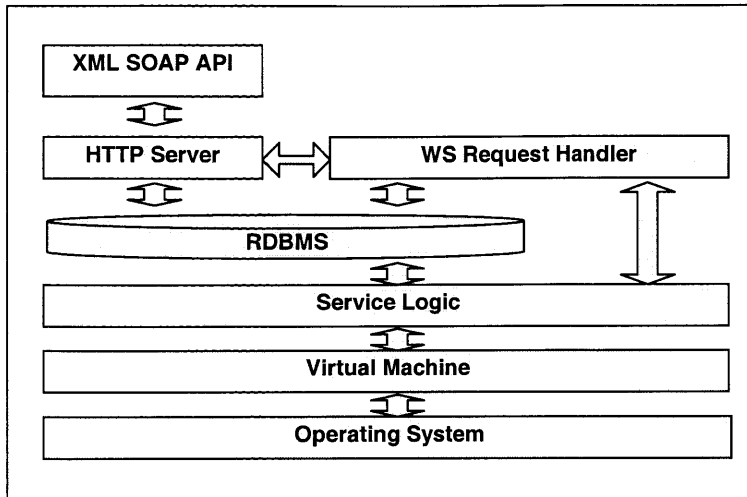 XML SOAP API
HTTP Server
WS Request Handler
RDBMS
Service Logic
Virtual Machine
Operating System